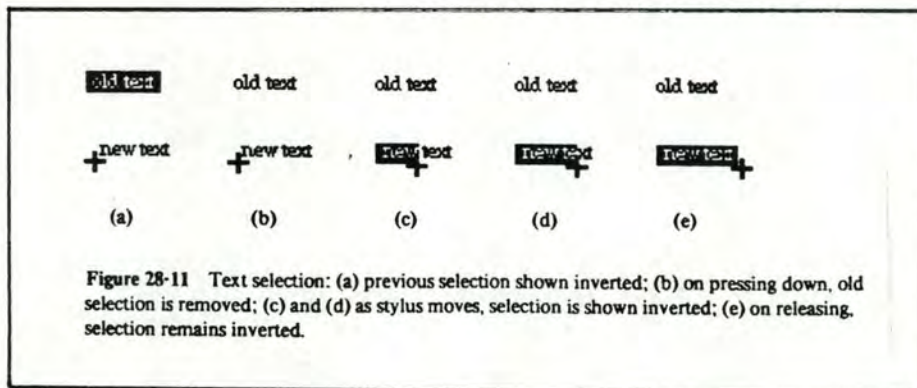 old text old text old text old text old text
new text new text new text new text new text
(a) (b) (c) (d) (e)
Figure 28-11 Text selection: (a) previous selection shown inverted; (b) on pressing down, old
selection is removed; (c) and (d) as stylus moves, selection is shown inverted; (e) on releasing,
selection remains inverted.